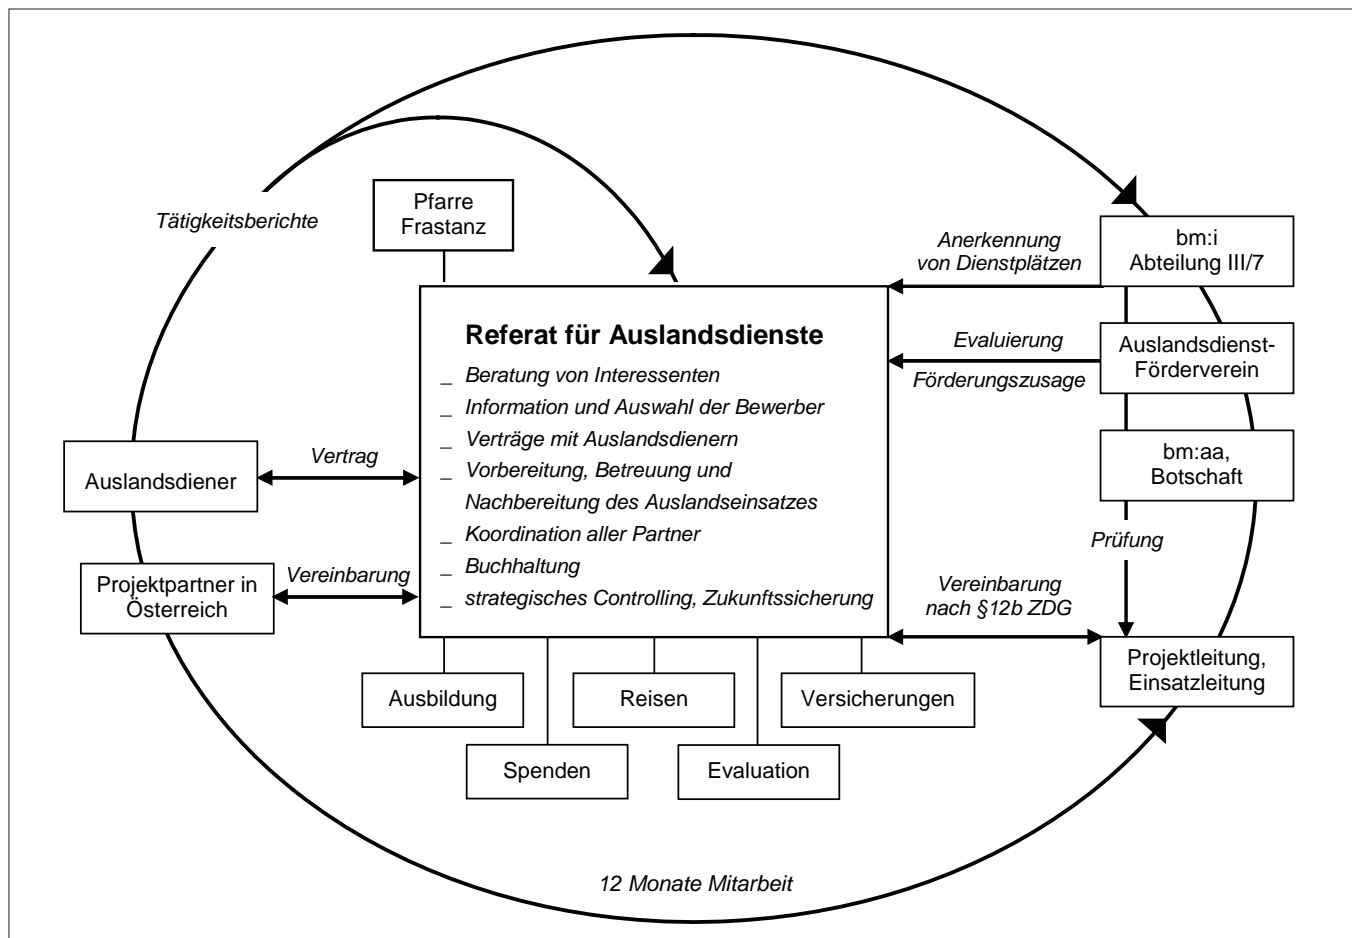 Tätigkeitsberichte
Pfarre
Frastanz
Anerkennung
von Dienstplätzen
bm:i
Abteilung III/7
Referat für Auslandsdienste
_ Beratung von Interessenten
_ Information und Auswahl der Bewerber
_ Verträge mit Auslandsdienern
_ Vorbereitung, Betreuung und
Nachbereitung des Auslandseinsatzes
_ Koordination aller Partner
_ Buchhaltung
_ strategisches Controlling, Zukunftssicherung
Evaluierung
Förderungszusage
Auslandsdienst-
Förderverein
bm:aa,
Botschaft
Prüfung
Auslandsdiener
Vertrag
Projektpartner in
Österreich
Vereinbarung
Vereinbarung
nach §12b ZDG
Projektleitung,
Einsatzleitung
Ausbildung
Reisen
Versicherungen
Spenden
Evaluation
12 Monate Mitarbeit